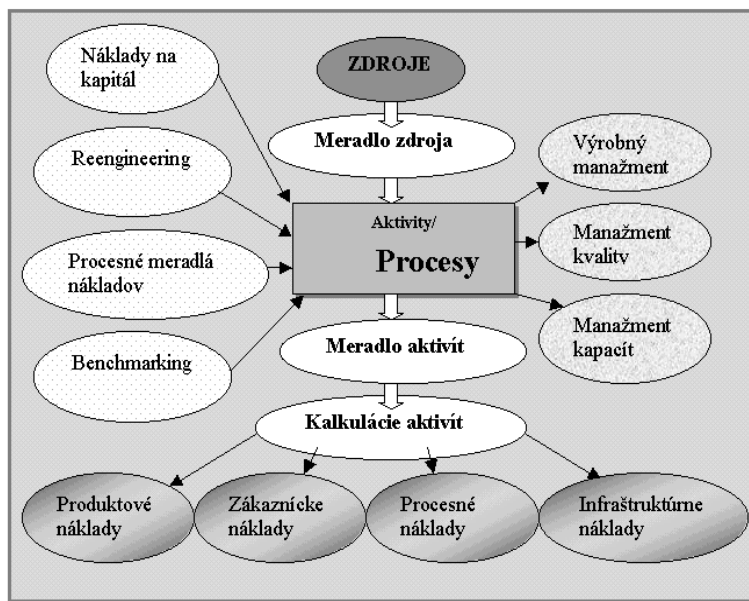 Náklady na
kapitál
ZDROJE
Meradlo zdroja
Výrobný
manažment
Reengineering
Aktivity/
Procesy
Manažment
kvality
Procesné meradlá
nákladov
Manažment
kapacít
Benchmarking
Meradlo aktivít
Kalkulácie aktivít
Produktové
náklady
Zákaznícke
náklady
Procesné
náklady
Infraštruktúrne
náklady